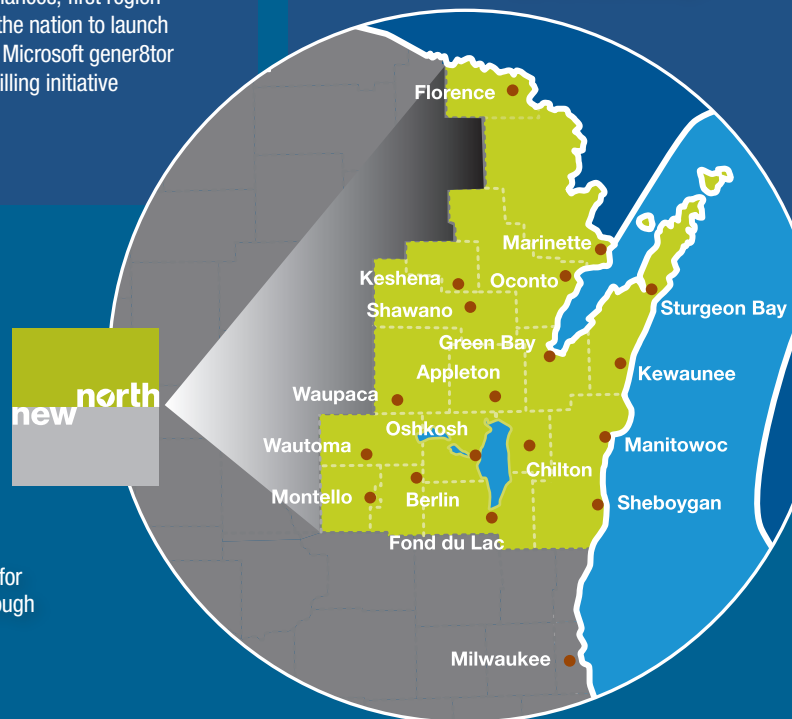 the nation to launch
Microsoft gener8tor
illing initiative
Florence
Marinette
Keshena
Oconto
Shawano
Sturgeon Bay
Green Bay
Appleton
Kewaunee
Waupaca
new north
Oshkosh
Wautoma
Manitowoc
Chilton
Montello
Berlin
Sheboygan
Fond du Lac
for
ough
Milwaukee